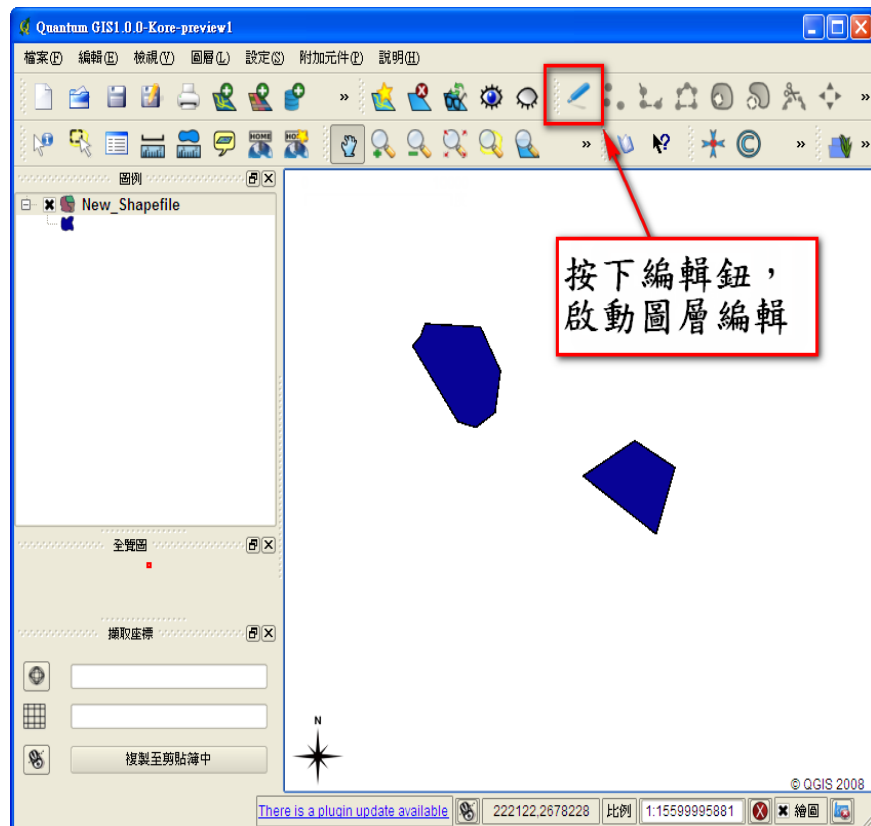 Quantum GIS1.0.0-Kore-preview1
檔案(F) 編輯(E) 檢視(V) 圖層(L) 設定(S) 附加元件(P) 說明(H)
HOME
圖例
New_Shapefile
按下編輯鈕，
啟動圖層編輯
全覽圖
擷取座標
複製至剪貼簿中
N
© QGIS 2008
There is a plugin update available 222122,2678228 比例 1:15599995881 繪圖